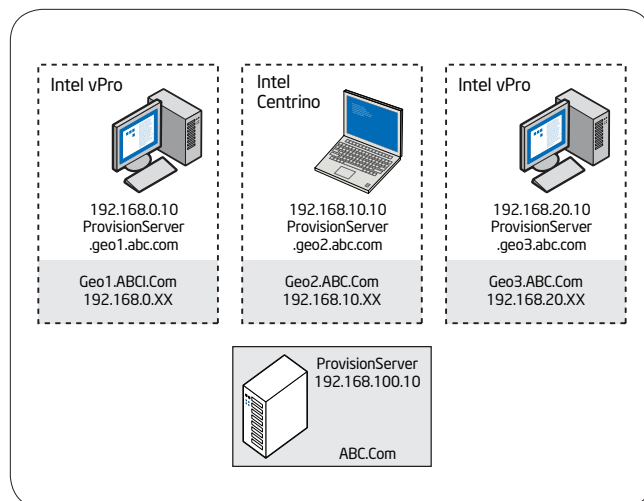 Intel vPro
192.168.0.10
ProvisionServer
.geo1.abc.com
Geo1.ABCI.Com
192.168.0.XX
Intel
Centrino
192.168.10.10
ProvisionServer
.geo2.abc.com
Geo2.ABC.Com
192.168.10.XX
Intel vPro
192.168.20.10
ProvisionServer
.geo3.abc.com
Geo3.ABC.Com
192.168.20.XX
ProvisionServer
192.168.100.10
ABC.Com